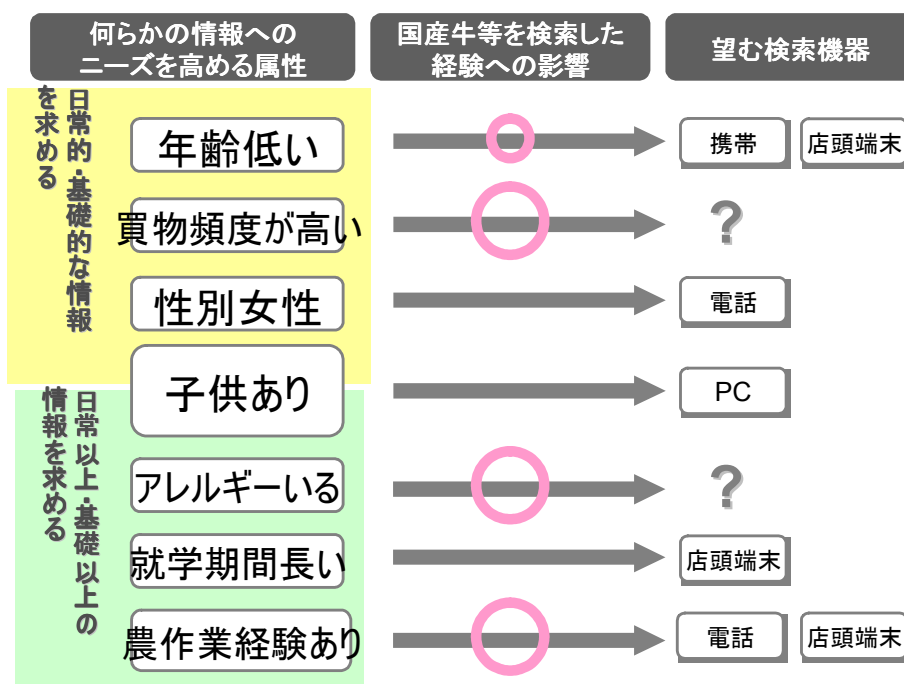 何らかの情報への
ニーズを高める属性
国産牛等を検索した
経験への影響
望む検索機器
日常的・基礎的な情報
を求める
年齢低い
携帯
店頭端末
買物頻度が高い
?
性別女性
電話
子供あり
PC
日常以上・基礎以上の
情報を求める
アレルギーいる
?
就学期間長い
店頭端末
農作業経験あり
電話
店頭端末